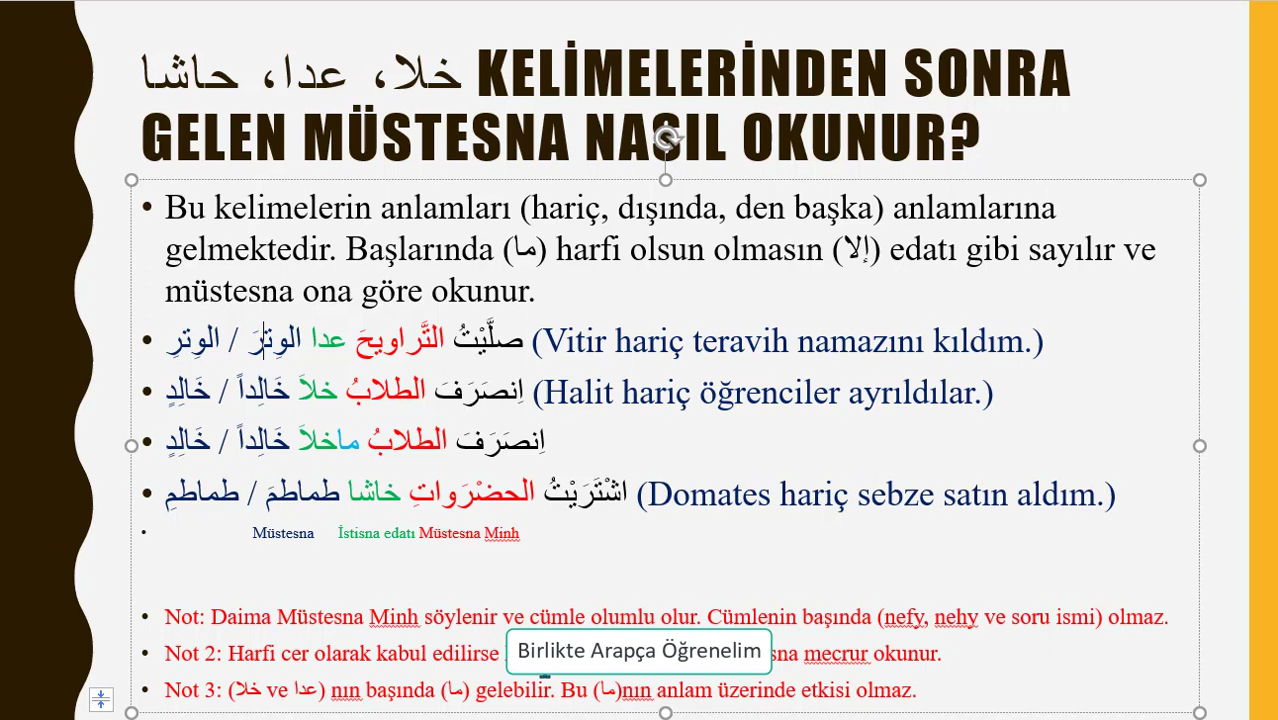 خلا، عدا، حاشا KELİMELERİNDEN SONRA
GELEN MÜSTESNA NASIL OKUNUR?
• Bu kelimelerin anlamları (hariç, dışında, den başka) anlamlarına
gelmektedir. Başlarında (ما) harfi olsun olmasın (إلا) edatı gibi sayılır ve
müstesna ona göre okunur.
• صلَّيْتُ التَّراويحَ عدا الوِترَ / الوترِ (Vitir hariç teravih namazını kıldım.)
• اِنصَرَفَ الطلابُ خلاَ خَالِداً / خَالِدٍ (Halit hariç öğrenciler ayrıldılar.)
• اِنصَرَفَ الطلابُ ماخلاَ خَالِداً / خَالِدٍ
• اشْتَرَيْتُ الحضْرَواتِ خاشا طماطمَ / طماطمِ (Domates hariç sebze satın aldım.)
• Müstesna İstisna edatı Müstesna Minh
• Not: Daima Müstesna Minh söylenir ve cümle olumlu olur. Cümlenin başında (nefy, nehy ve soru ismi) olmaz.
• Not 2: Harfi cer olarak kabul edilirse sna mecrur okunur.
Birlikte Arapça Öğrenelim
• Not 3: (خلا ve عدا) nın başında (ما) gelebilir. Bu (ما)nın anlam üzerinde etkisi olmaz.